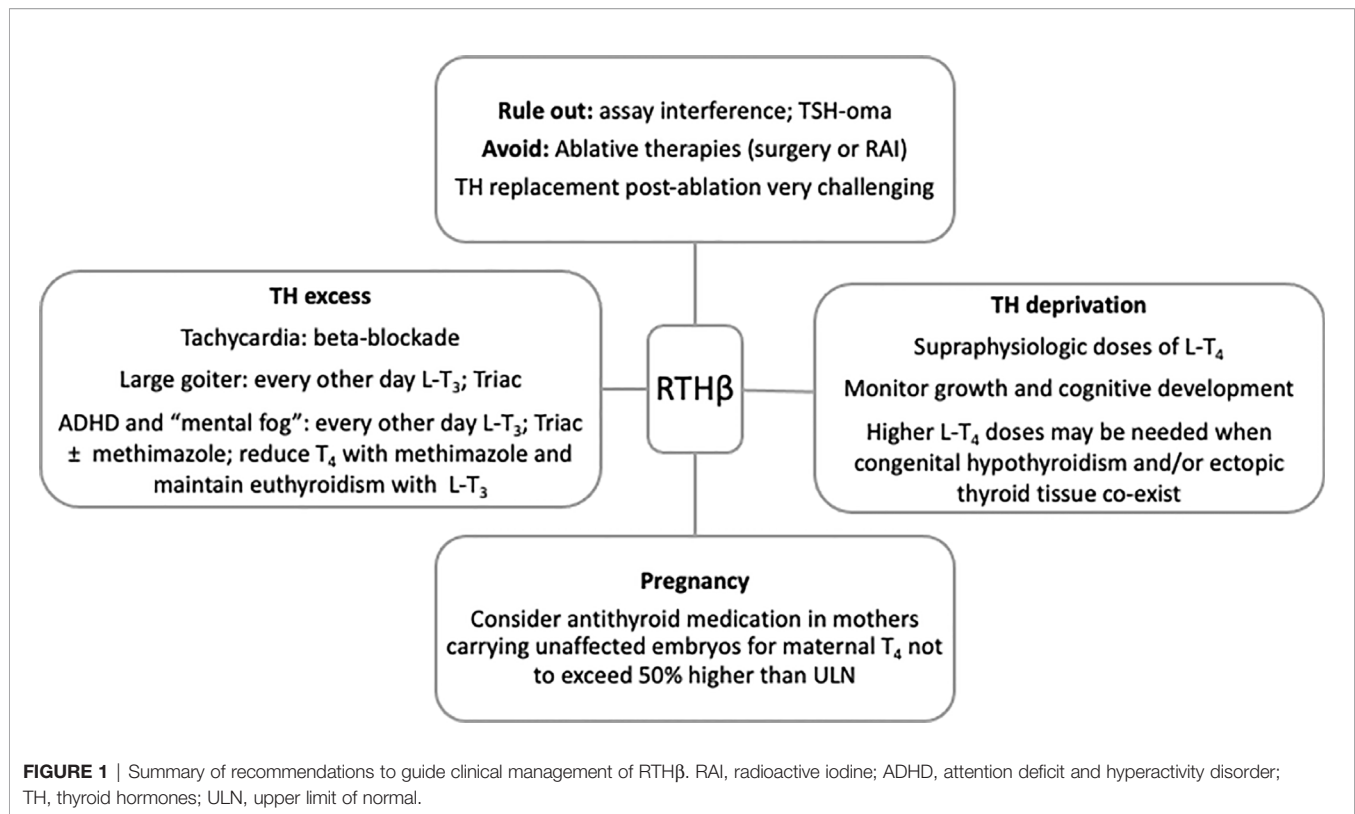 Rule out: assay interference; TSH-oma
Avoid: Ablative therapies (surgery or RAI)
TH replacement post-ablation very challenging
TH excess
Tachycardia: beta-blockade
Large goiter: every other day L-T₃; Triac
ADHD and “mental fog”: every other day L-T₃; Triac
± methimazole; reduce T₄ with methimazole and
maintain euthyroidism with L-T₃
RTHβ
TH deprivation
Supraphysiologic doses of L-T₄
Monitor growth and cognitive development
Higher L-T₄ doses may be needed when
congenital hypothyroidism and/or ectopic
thyroid tissue co-exist
Pregnancy
Consider antithyroid medication in mothers
carrying unaffected embryos for maternal T₄ not
to exceed 50% higher than ULN
FIGURE 1 | Summary of recommendations to guide clinical management of RTHβ. RAI, radioactive iodine; ADHD, attention deficit and hyperactivity disorder;
TH, thyroid hormones; ULN, upper limit of normal.